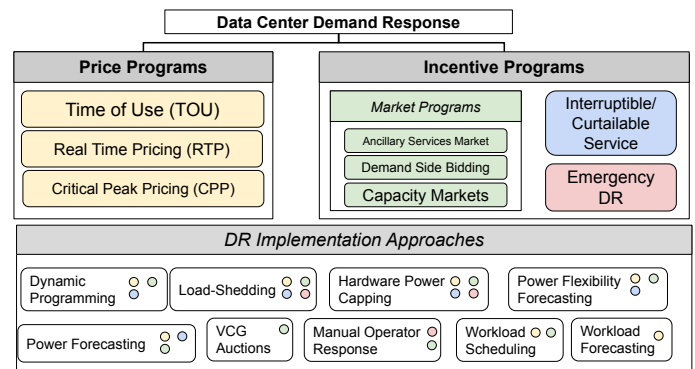 Data Center Demand Response
Price Programs
Time of Use (TOU)
Real Time Pricing (RTP)
Critical Peak Pricing (CPP)
Incentive Programs
Market Programs
Ancillary Services Market
Demand Side Bidding
Capacity Markets
Interruptible/
Curtailable
Service
Emergency
DR
DR Implementation Approaches
Dynamic
Programming
Load-Shedding
Hardware Power
Capping
Power Flexibility
Forecasting
Power Forecasting
VCG
Auctions
Manual Operator
Response
Workload
Scheduling
Workload
Forecasting